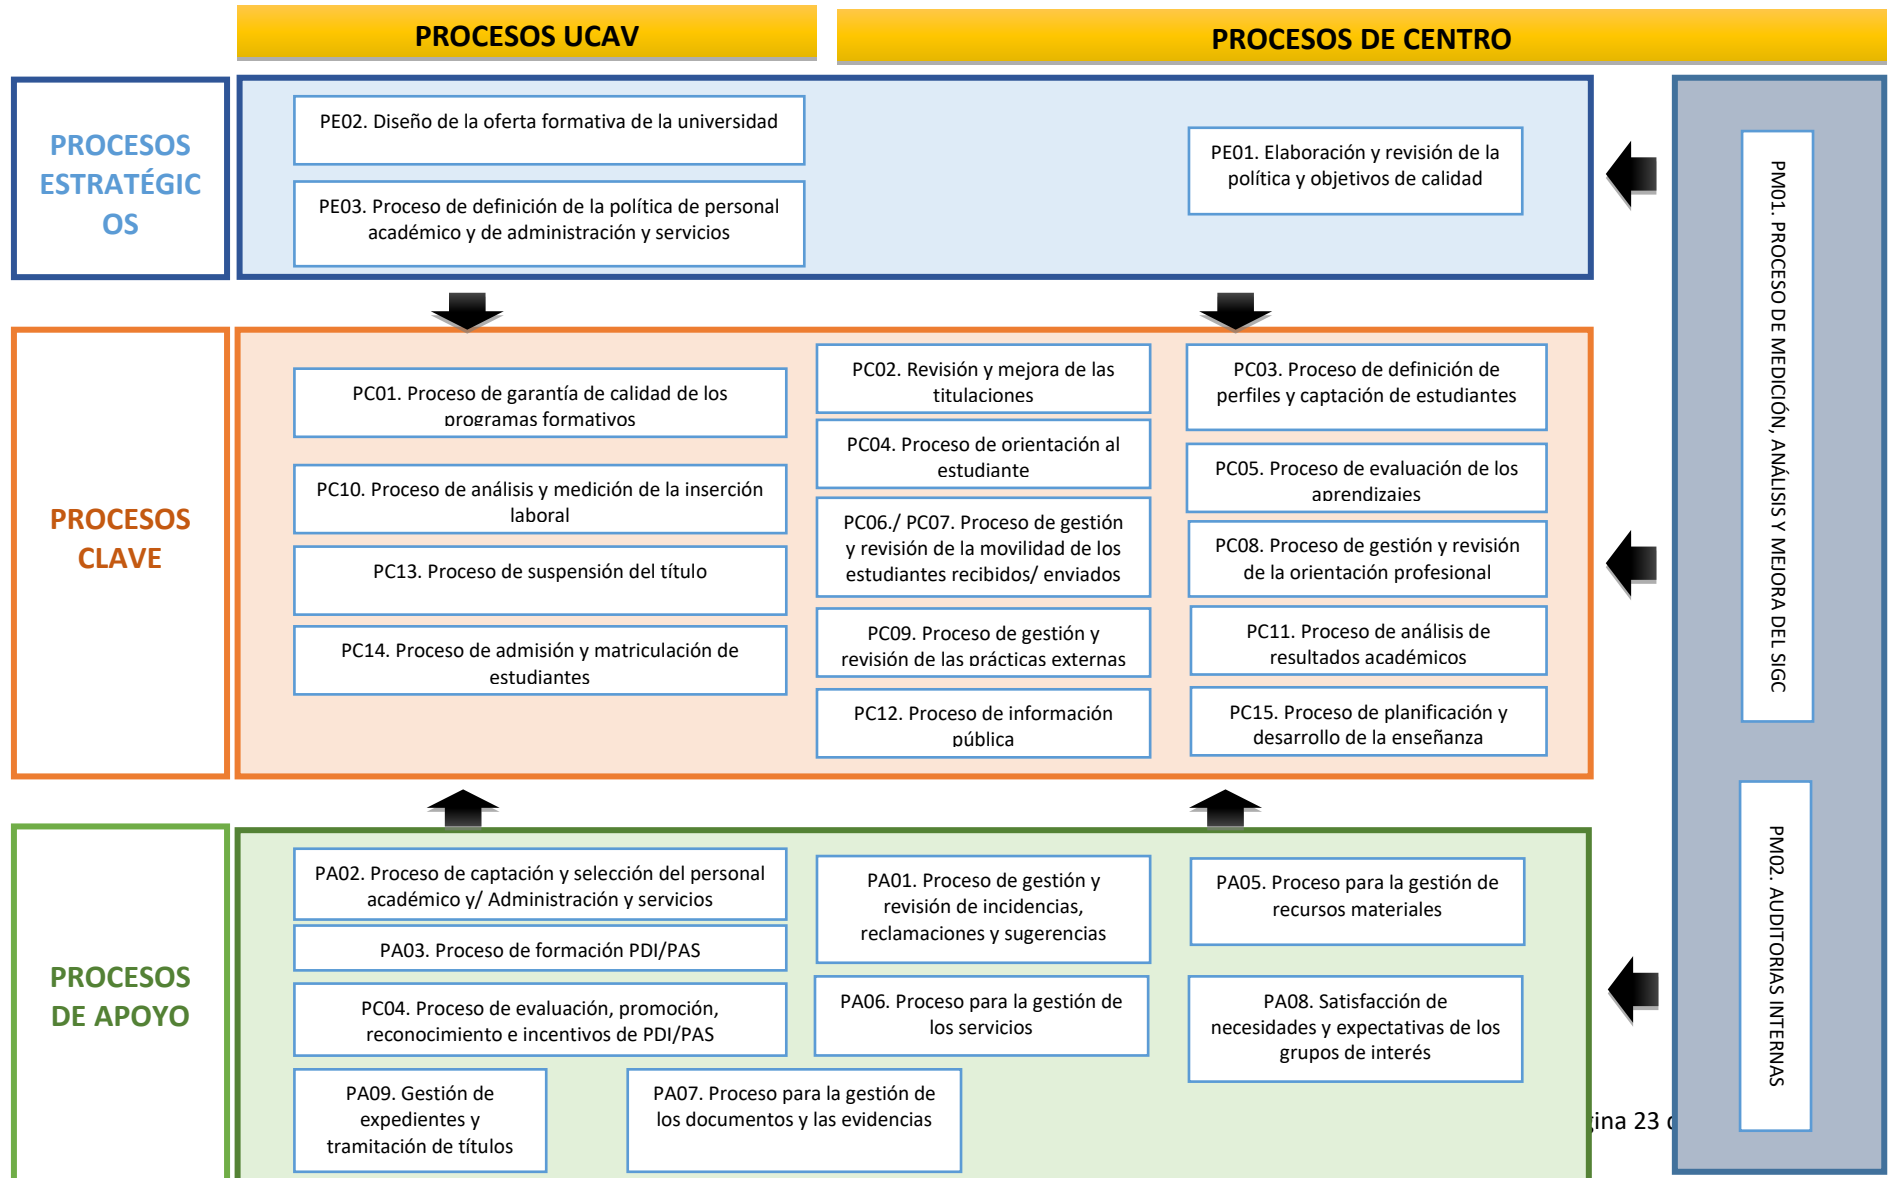 PROCESOS UCAV
PROCESOS DE CENTRO
PROCESOS
ESTRATÉGIC
OS
PE02. Diseño de la oferta formativa de la universidad
PE03. Proceso de definición de la política de personal
académico y de administración y servicios
PE01. Elaboración y revisión de la
política y objetivos de calidad
PROCESOS
CLAVE
PC01. Proceso de garantía de calidad de los
programas formativos
PC10. Proceso de análisis y medición de la inserción
laboral
PC13. Proceso de suspensión del título
PC14. Proceso de admisión y matriculación de
estudiantes
PC02. Revisión y mejora de las
titulaciones
PC04. Proceso de orientación al
estudiante
PC06./ PC07. Proceso de gestión
y revisión de la movilidad de los
estudiantes recibidos/ enviados
PC09. Proceso de gestión y
revisión de las prácticas externas
PC12. Proceso de información
pública
PC03. Proceso de definición de
perfiles y captación de estudiantes
PC05. Proceso de evaluación de los
aprendizajes
PC08. Proceso de gestión y revisión
de la orientación profesional
PC11. Proceso de análisis de
resultados académicos
PC15. Proceso de planificación y
desarrollo de la enseñanza
PROCESOS
DE APOYO
PA02. Proceso de captación y selección del personal
académico y/ Administración y servicios
PA03. Proceso de formación PDI/PAS
PC04. Proceso de evaluación, promoción,
reconocimiento e incentivos de PDI/PAS
PA09. Gestión de
expedientes y
tramitación de títulos
PA07. Proceso para la gestión de
los documentos y las evidencias
PA01. Proceso de gestión y
revisión de incidencias,
reclamaciones y sugerencias
PA06. Proceso para la gestión de
los servicios
PA05. Proceso para la gestión de
recursos materiales
PA08. Satisfacción de
necesidades y expectativas de los
grupos de interés
PM01. PROCESO DE MEDICIÓN, ANÁLISIS Y MEJORA DEL SIGC
PM02. AUDITORIAS INTERNAS
ina 23